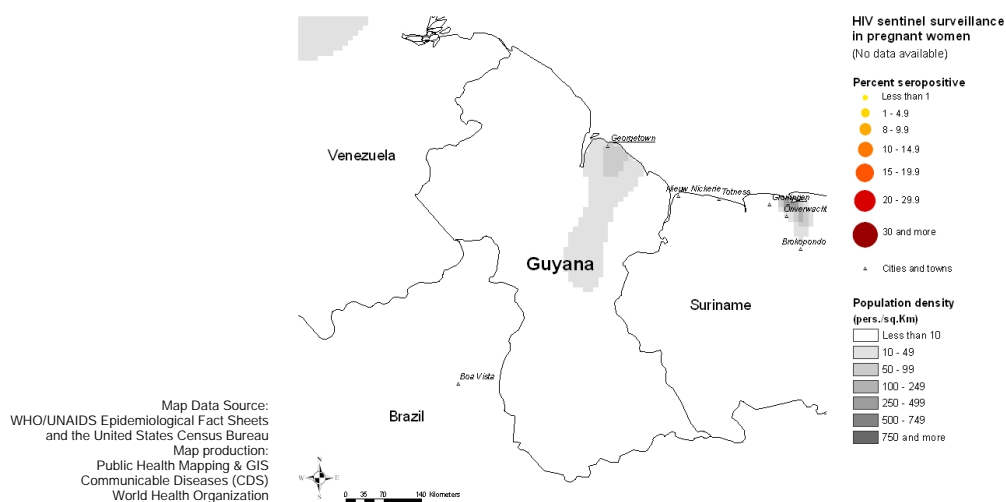 HIV sentinel surveillance
in pregnant women
(No data available)
Percent seropositive
Less than 1
1 - 4.9
8 - 9.9
10 - 14.9
15 - 19.9
20 - 29.9
30 and more
Cities and towns
Population density
(pers./sq.Km)
Less than 10
10 - 49
50 - 99
100 - 249
250 - 499
500 - 749
750 and more
Georgetown
Venezuela
Nieuw Nickerie
Totness
Groningen
Onverwacht
Brokopondo
Guyana
Suriname
Boa Vista
Brazil
Map Data Source:
WHO/UNAIDS Epidemiological Fact Sheets
and the United States Census Bureau
Map production:
Public Health Mapping & GIS
Communicable Diseases (CDS)
World Health Organization
N
W
E
S
0 35 70 140 Kilometers